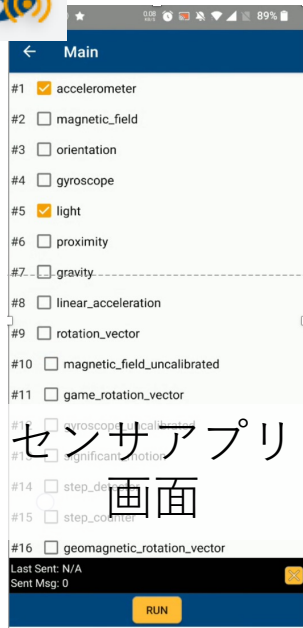 0.08 KB/S 89%
Main
#1 accelerometer
#2 magnetic_field
#3 orientation
#4 gyroscope
#5 light
#6 proximity
#7 gravity
#8 linear_acceleration
#9 rotation_vector
#10 magnetic_field_uncalibrated
#11 game_rotation_vector
#12 gyroscope_uncalibrated
#13 significant_motion
センサアプリ
#14 step_detector
画面
#15 step_counter
#16 geomagnetic_rotation_vector
Last Sent: N/A
Sent Msg: 0
RUN